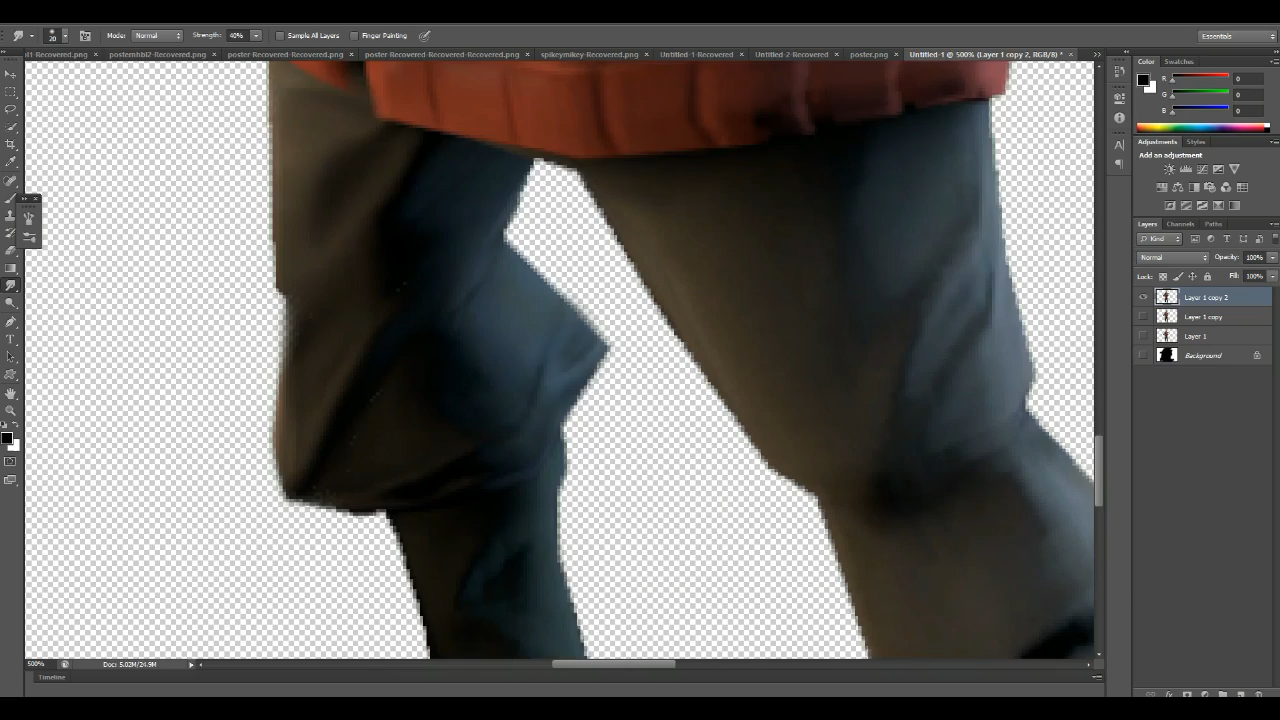 20
Mode: Normal
Strength: 40%
Sample All Layers
Finger Painting
Essentials
posternhbl2-Recovered.png ×
poster-Recovered-Recovered.png ×
poster-Recovered-Recovered-Recovered.png ×
spikeymikey-Recovered.png ×
Untitled-1-Recovered ×
Untitled-2-Recovered ×
poster.png ×
Untitled-1 @ 500% (Layer 1 copy 2, RGB/8) * ×
Color Swatches
R 0
G 0
B 0
Adjustments Styles
Add an adjustment
Layers Channels Paths
Kind
Normal Opacity: 100%
Lock: Fill: 100%
Layer 1 copy 2
Layer 1 copy
Layer 1
Background
500% Doc: 5.02M/24.9M
Timeline